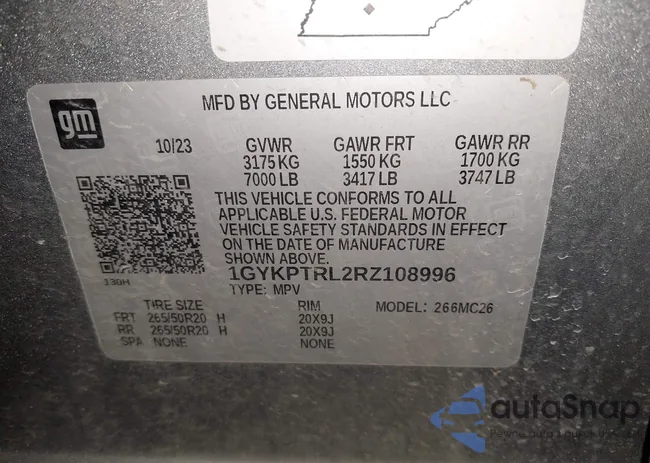 gm
MFD BY GENERAL MOTORS LLC
10/23 GVWR GAWR FRT GAWR RR
3175 KG 1550 KG 1700 KG
7000 LB 3417 LB 3747 LB
THIS VEHICLE CONFORMS TO ALL
APPLICABLE U.S. FEDERAL MOTOR
VEHICLE SAFETY STANDARDS IN EFFECT
ON THE DATE OF MANUFACTURE
SHOWN ABOVE.
1GYKPTRL2RZ108996
TYPE: MPV
TIRE SIZE RIM MODEL: 266MC26
FRT 265/50R20 H 20X9J
RR 265/50R20 H 20X9J
SPA NONE NONE
autaSnap
Pewne auta